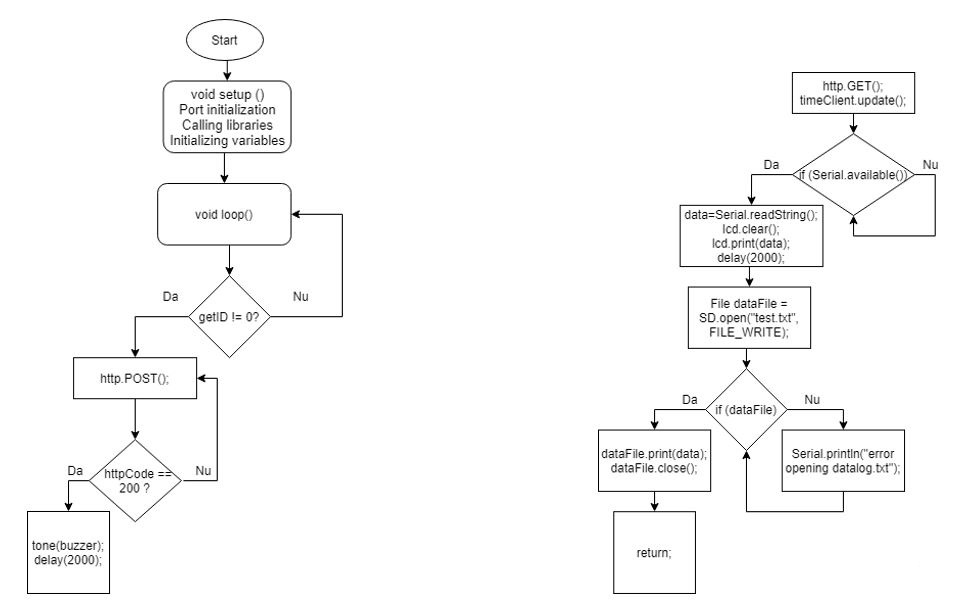 Start
void setup ()
Port initialization
Calling libraries
Initializing variables
void loop()
Da
Nu
getID != 0?
http.POST();
Da
httpCode ==
200 ?
Nu
tone(buzzer);
delay(2000);
http.GET();
timeClient.update();
Da
Nu
if (Serial.available())
data=Serial.readString();
lcd.clear();
lcd.print(data);
delay(2000);
File dataFile =
SD.open("test.txt",
FILE_WRITE);
Da
if (dataFile)
Nu
dataFile.print(data);
dataFile.close();
Serial.println("error
opening datalog.txt");
return;